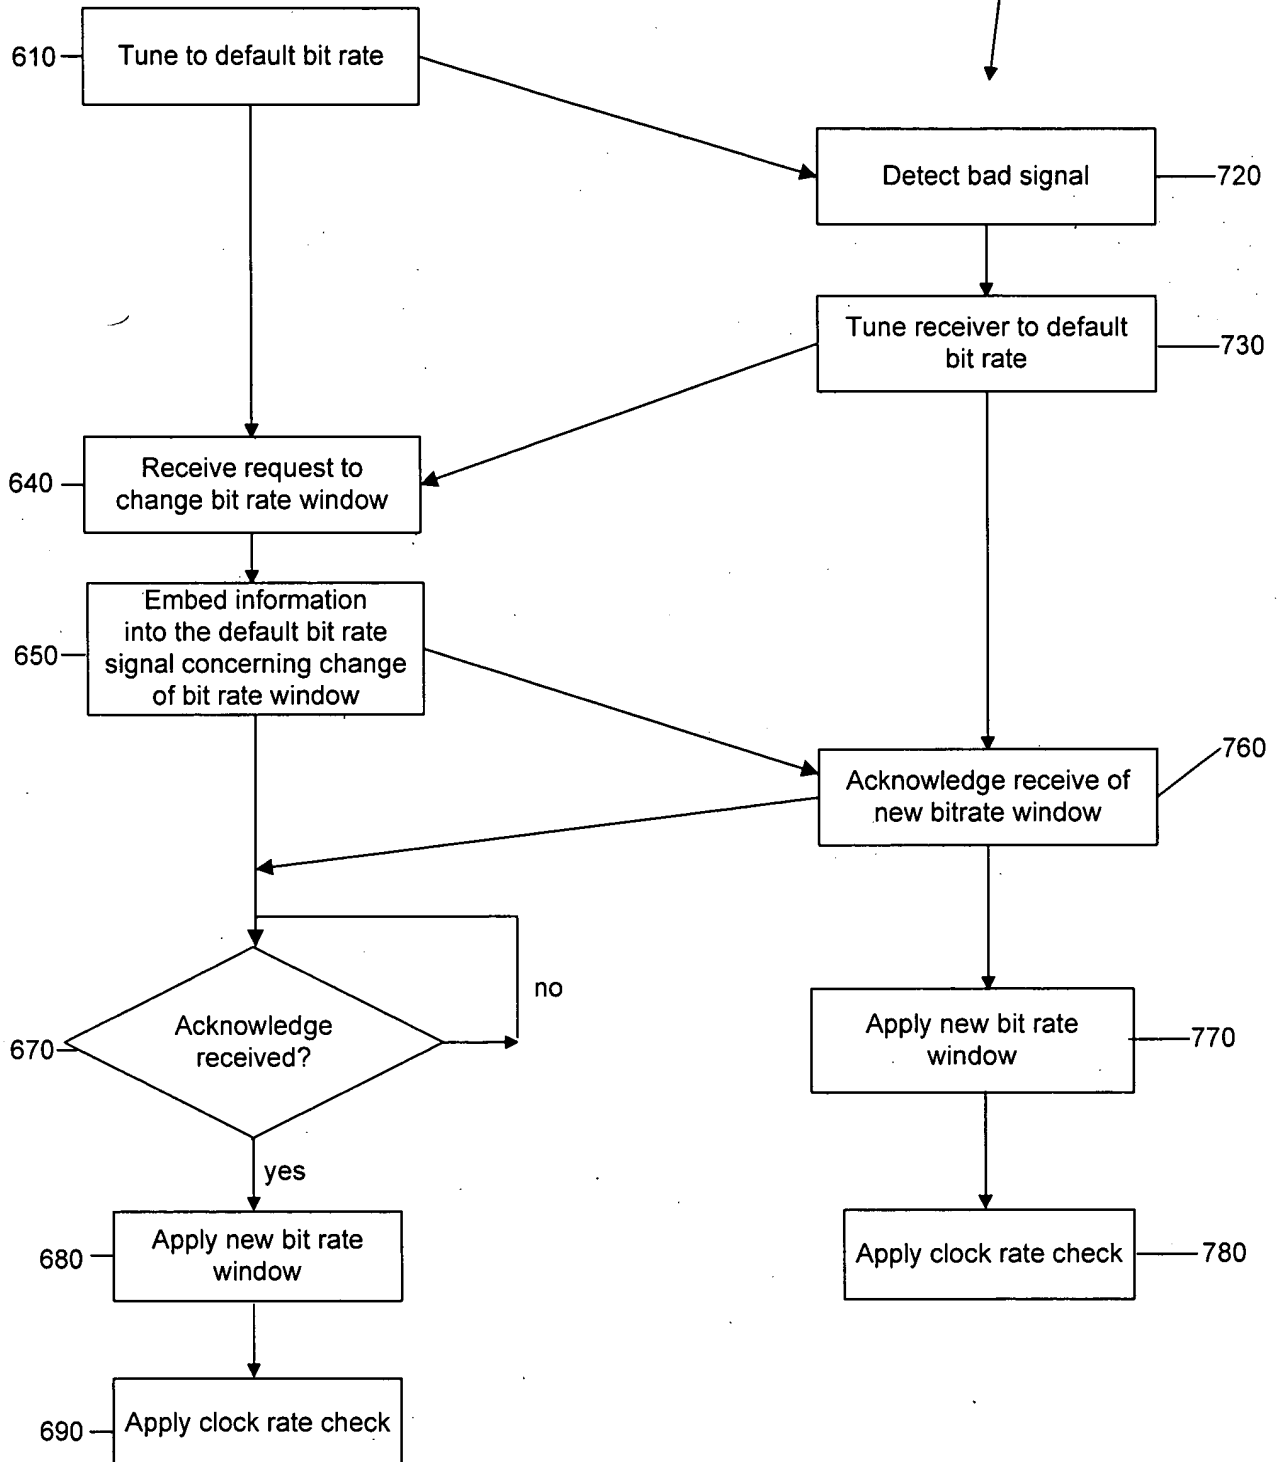 610
Tune to default bit rate
Detect bad signal
720
Tune receiver to default
bit rate
730
640
Receive request to
change bit rate window
650
Embed information
into the default bit rate
signal concerning change
of bit rate window
760
Acknowledge receive of
new bitrate window
no
670
Acknowledge
received?
Apply new bit rate
window
770
yes
680
Apply new bit rate
window
Apply clock rate check
780
690
Apply clock rate check